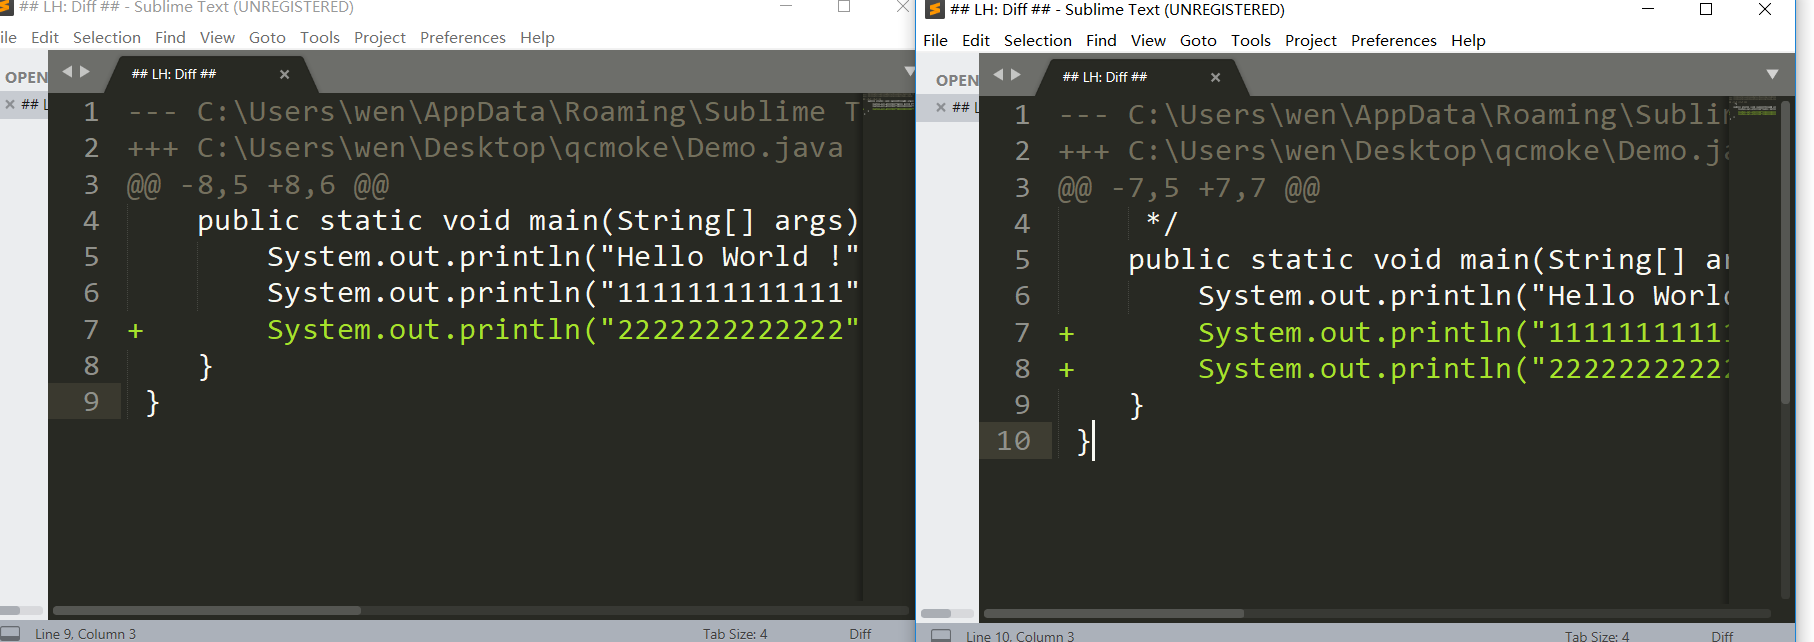 ## LH: Diff ## - Sublime Text (UNREGISTERED)
ile Edit Selection Find View Goto Tools Project Preferences Help
OPEN
## L
## LH: Diff ##
1 --- C:\Users\wen\AppData\Roaming\Sublime T
2 +++ C:\Users\wen\Desktop\qcmoke\Demo.java
3 @@ -8,5 +8,6 @@
4 public static void main(String[] args)
5 System.out.println("Hello World !"
6 System.out.println("1111111111111"
7 + System.out.println("2222222222222"
8 }
9 }
Line 9, Column 3 Tab Size: 4 Diff
## LH: Diff ## - Sublime Text (UNREGISTERED)
File Edit Selection Find View Goto Tools Project Preferences Help
OPEN
## L
## LH: Diff ##
1 --- C:\Users\wen\AppData\Roaming\Sublim
2 +++ C:\Users\wen\Desktop\qcmoke\Demo.ja
3 @@ -7,5 +7,7 @@
4 */
5 public static void main(String[] ar
6 System.out.println("Hello World
7 + System.out.println("11111111111
8 + System.out.println("22222222222
9 }
10 }
Line 10, Column 3 Tab Size: 4 Diff